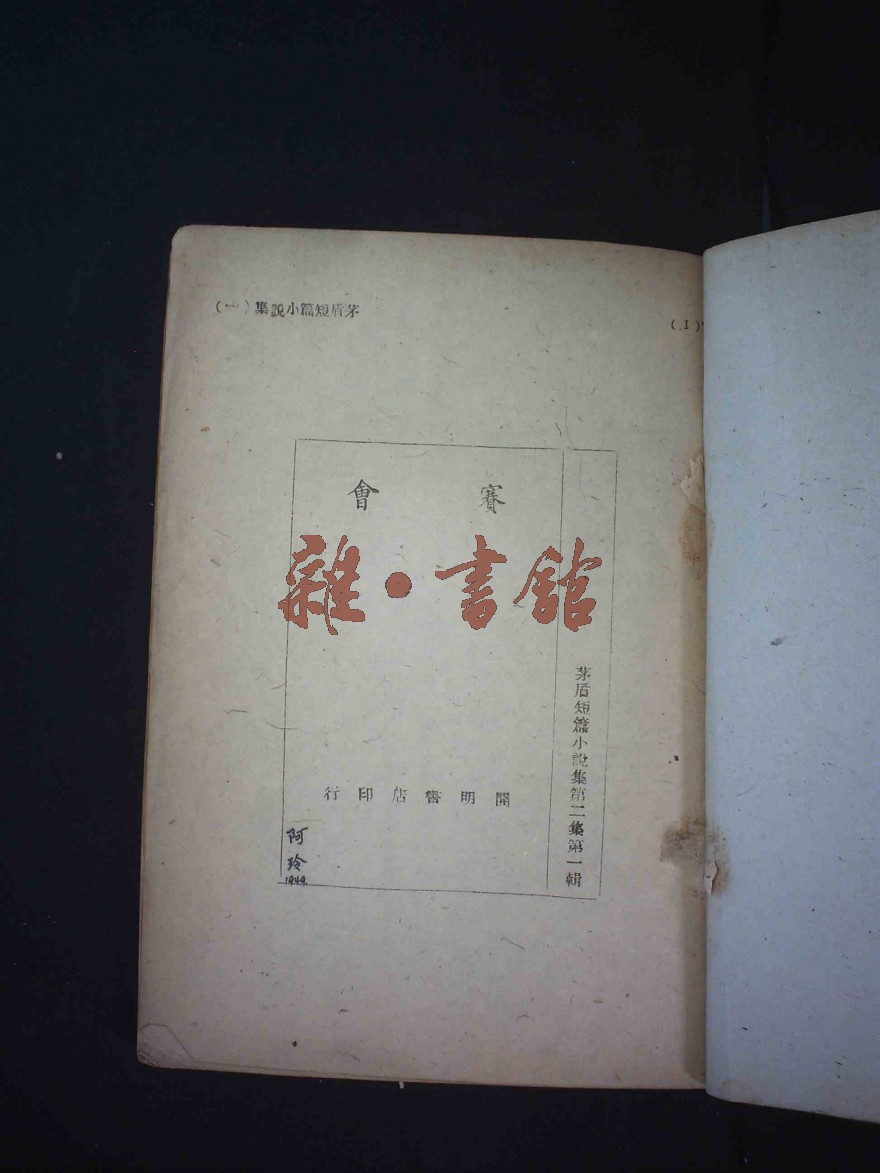 茅盾短篇小說集（一）
(I)
賽會
雜·書館
茅盾短篇小說集第二集第一輯
開明書店印行
阿玲
1949.